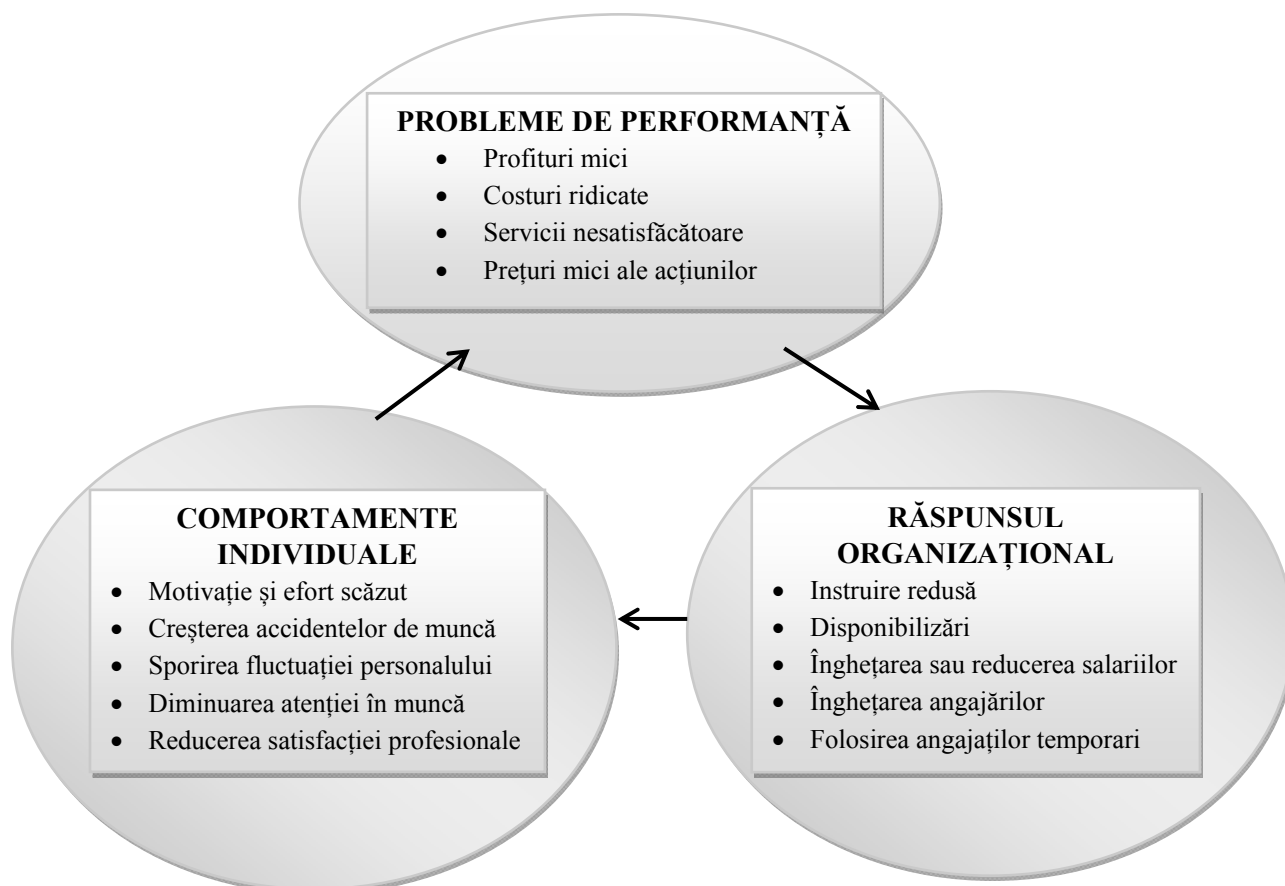 PROBLEME DE PERFORMANȚĂ
• Profituri mici
• Costuri ridicate
• Servicii nesatisfăcătoare
• Prețuri mici ale acțiunilor
COMPORTAMENTE
INDIVIDUALE
• Motivație și efort scăzut
• Creșterea accidentelor de muncă
• Sporirea fluctuației personalului
• Diminuarea atenției în muncă
• Reducerea satisfacției profesionale
RĂSPUNSUL
ORGANIZAȚIONAL
• Instruire redusă
• Disponibilizări
• Înghețarea sau reducerea salariilor
• Înghețarea angajărilor
• Folosirea angajaților temporari